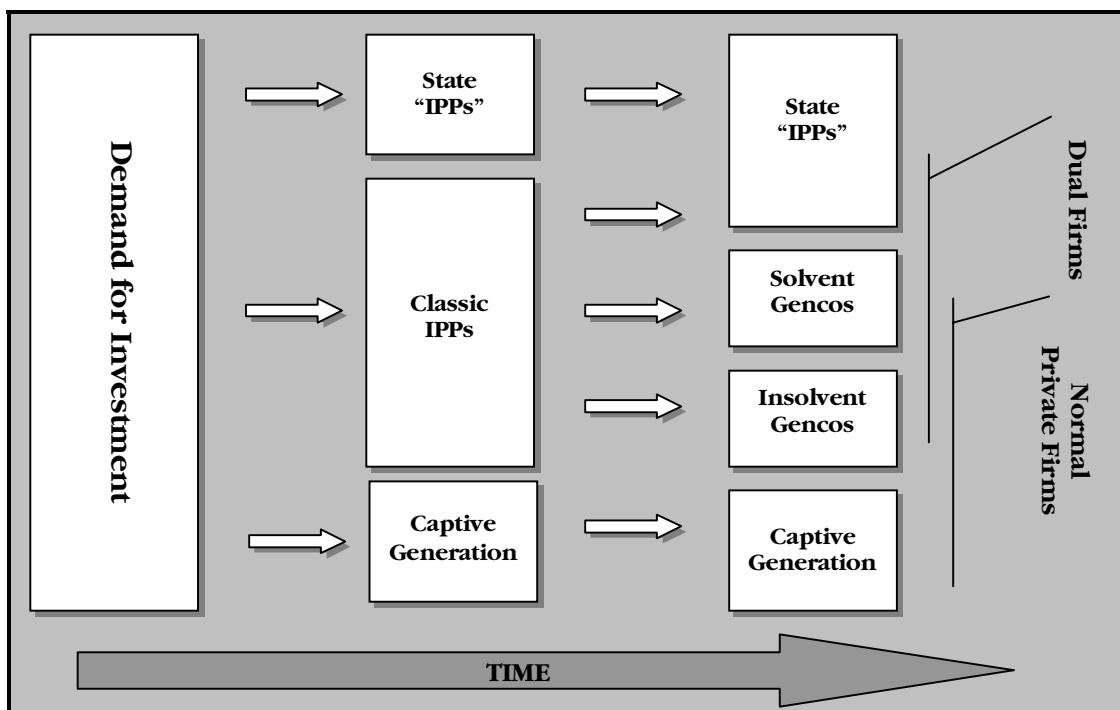 Demand for Investment
State
“IPPs”
Classic
IPPs
Captive
Generation
State
“IPPs”
Solvent
Gencos
Insolvent
Gencos
Captive
Generation
Dual Firms
Normal
Private Firms
TIME